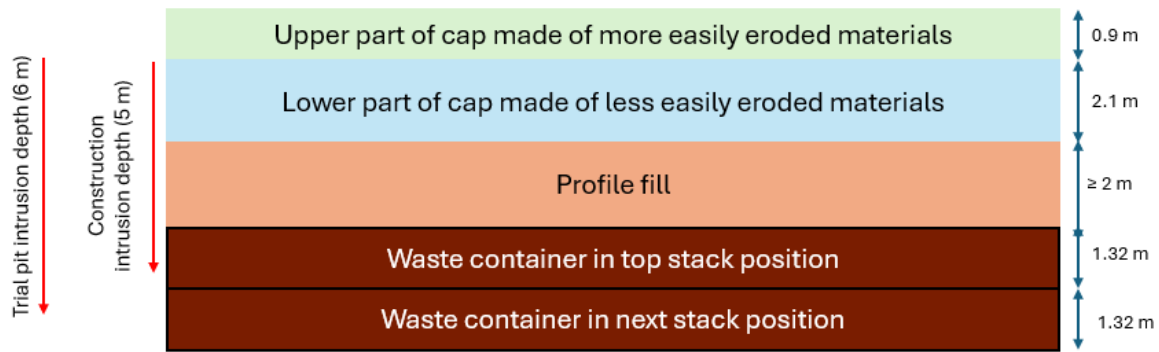 Upper part of cap made of more easily eroded materials
0.9 m
Lower part of cap made of less easily eroded materials
2.1 m
Profile fill
≥ 2 m
Waste container in top stack position
1.32 m
Waste container in next stack position
1.32 m
Trial pit intrusion depth (6 m)
Construction
intrusion depth (5 m)